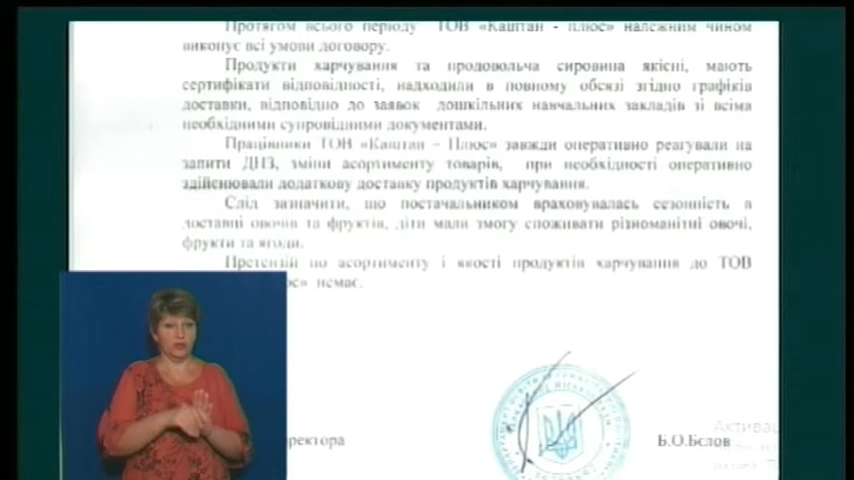 Протягом всього періоду ТОВ «Каштан - плюс» належним чином
виконує всі умови договору.
Продукти харчування та продовольча сировина якісні, мають
сертифікати відповідності, надходили в повному обсязі згідно графіків
доставки, відповідно до заявок дошкільних навчальних закладів зі всіма
необхідними супровідними документами.
Працівники ТОВ «Каштан – Плюс» завжди оперативно реагували на
запити ДНЗ, зміни асортименту товарів, при необхідності оперативно
здійснювали додаткову доставку продуктів харчування.
Слід зазначити, що постачальником враховувалась сезонність в
доставці овочів та фруктів, діти мали змогу споживати різноманітні овочі,
фрукти та ягоди.
Претензій по асортименту і якості продуктів харчування до ТОВ
немає.
Б.О.Бєлов
Активац